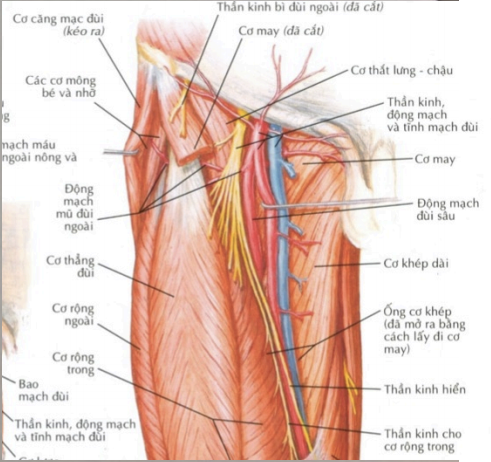 Thần kinh bì đùi ngoài (đã cắt)
Cơ căng mạc đùi
(kéo ra)
Cơ may (đã cắt)
Các cơ mông
bé và nhỡ
Cơ thắt lưng - chậu
Thần kinh,
động mạch
và tĩnh mạch đùi
mạch máu
ngoài nông và
Cơ may
Động
mạch
mũ đùi
ngoài
Động mạch
đùi sâu
Cơ thẳng
đùi
Cơ khép dài
Cơ rộng
ngoài
Ống cơ khép
(đã mở ra bằng
cách lấy đi cơ
may)
Cơ rộng
trong
Bao
mạch đùi
Thần kinh hiển
Thần kinh, động mạch
và tĩnh mạch đùi
Thần kinh cho
cơ rộng trong